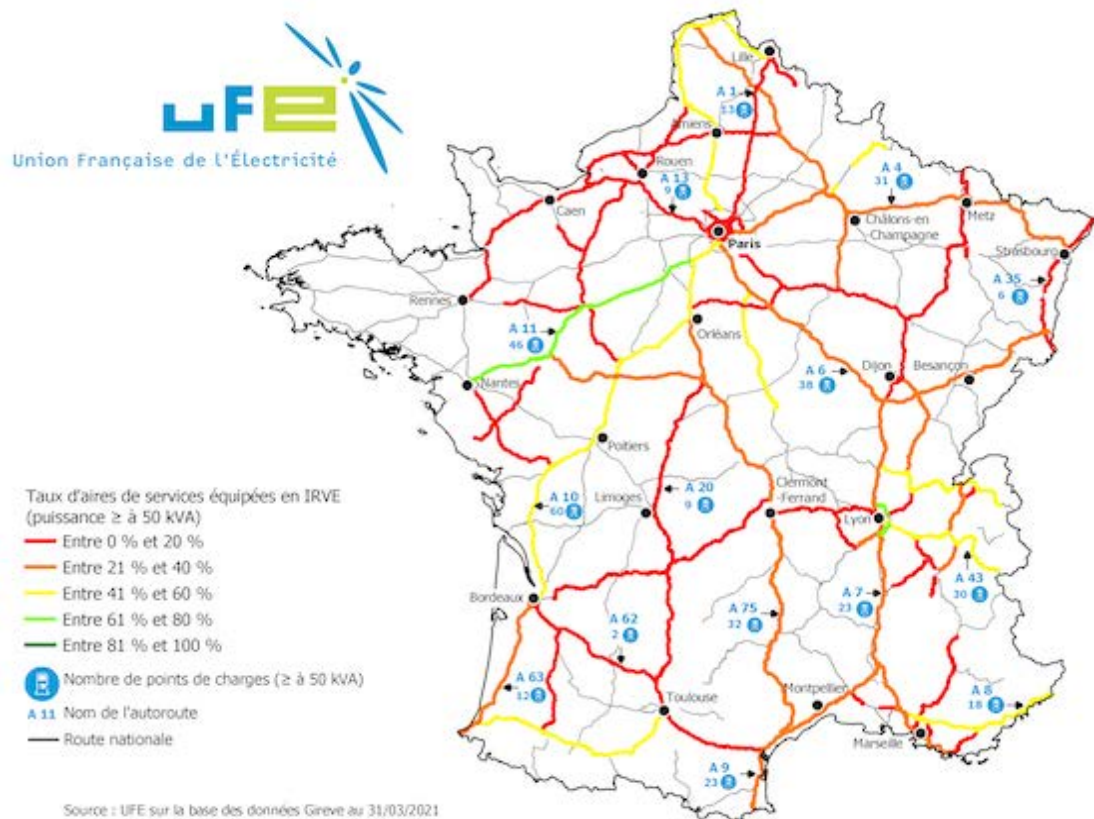 ufe
Union Française de l'Électricité
Lille
A 1
13
Amiens
Rouen
A 13
9
A 4
31
Caen
Metz
Châlons-en
-Champagne
Paris
Strasbourg
A 35
6
Rennes
A 11
46
Orléans
Nantes
A 6
38
Dijon
Besançon
Poitiers
A 10
60
Limoges
A 20
9
Clermont
-Ferrand
Lyon
A 43
30
Bordeaux
A 62
2
A 75
32
A 7
23
A 63
12
Toulouse
Montpellier
A 8
18
Marseille
A 9
23
Taux d'aires de services équipées en IRVE
(puissance ≥ à 50 kVA)
Entre 0 % et 20 %
Entre 21 % et 40 %
Entre 41 % et 60 %
Entre 61 % et 80 %
Entre 81 % et 100 %
Nombre de points de charges (≥ à 50 kVA)
A 11 Nom de l'autoroute
Route nationale
Source : UFE sur la base des données Gireve au 31/03/2021